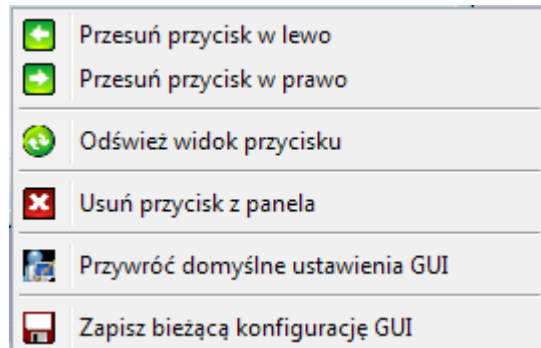 Przesuń przycisk w lewo
Przesuń przycisk w prawo
Odśwież widok przycisku
Usuń przycisk z panela
Przywróć domyślne ustawienia GUI
Zapisz bieżącą konfigurację GUI